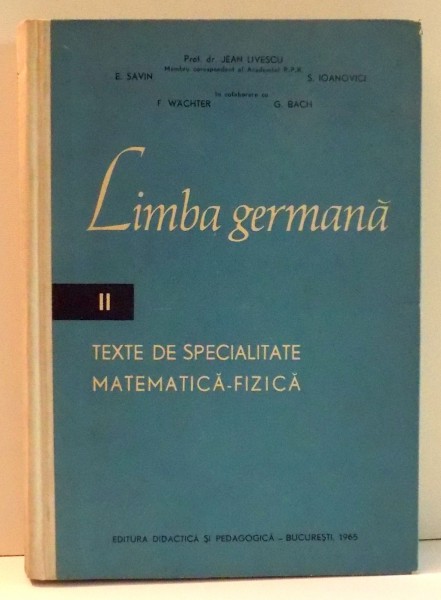 Prof. dr. JEAN LIVESCU
Membru corespondent al Academiei R.P.R.
E. SAVIN S. IOANOVICI
în colaborare cu
F. WÄCHTER G. BACH
Limba germană
II
TEXTE DE SPECIALITATE
MATEMATICĂ-FIZICĂ
EDITURA DIDACTICĂ ȘI PEDAGOGICĂ – BUCUREȘTI, 1965